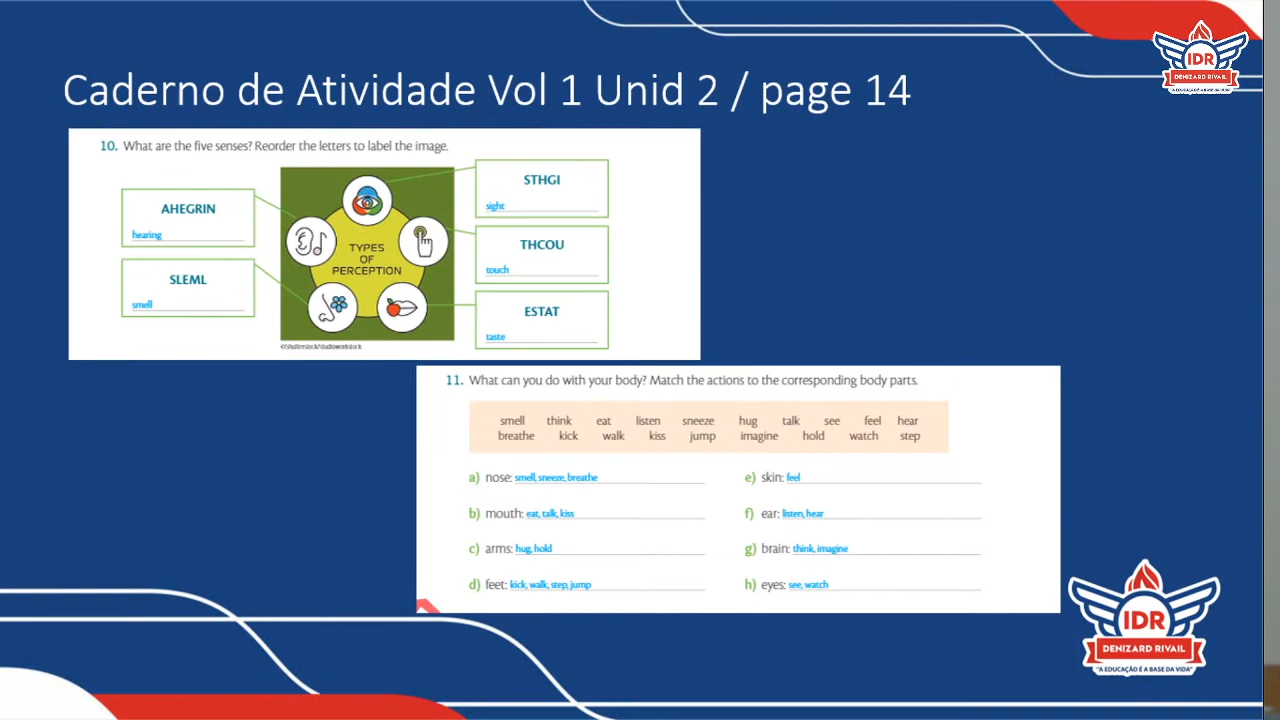 IDR
DENIZARD RIVAIL
"A EDUCAÇÃO É A BASE DA VIDA"
Caderno de Atividade Vol 1 Unid 2 / page 14
10. What are the five senses? Reorder the letters to label the image.
AHEGRIN
hearing
SLEML
smell
TYPES
OF
PERCEPTION
STHGI
sight
THCOU
touch
ESTAT
taste
11. What can you do with your body? Match the actions to the corresponding body parts.
smell think eat listen sneeze hug talk see feel hear
breathe kick walk kiss jump imagine hold watch step
a) nose: smell, sneeze, breathe
b) mouth: eat, talk, kiss
c) arms: hug, hold
d) feet: kick, walk, step, jump
e) skin: feel
f) ear: listen, hear
g) brain: think, imagine
h) eyes: see, watch
IDR
DENIZARD RIVAIL
"A EDUCAÇÃO É A BASE DA VIDA"